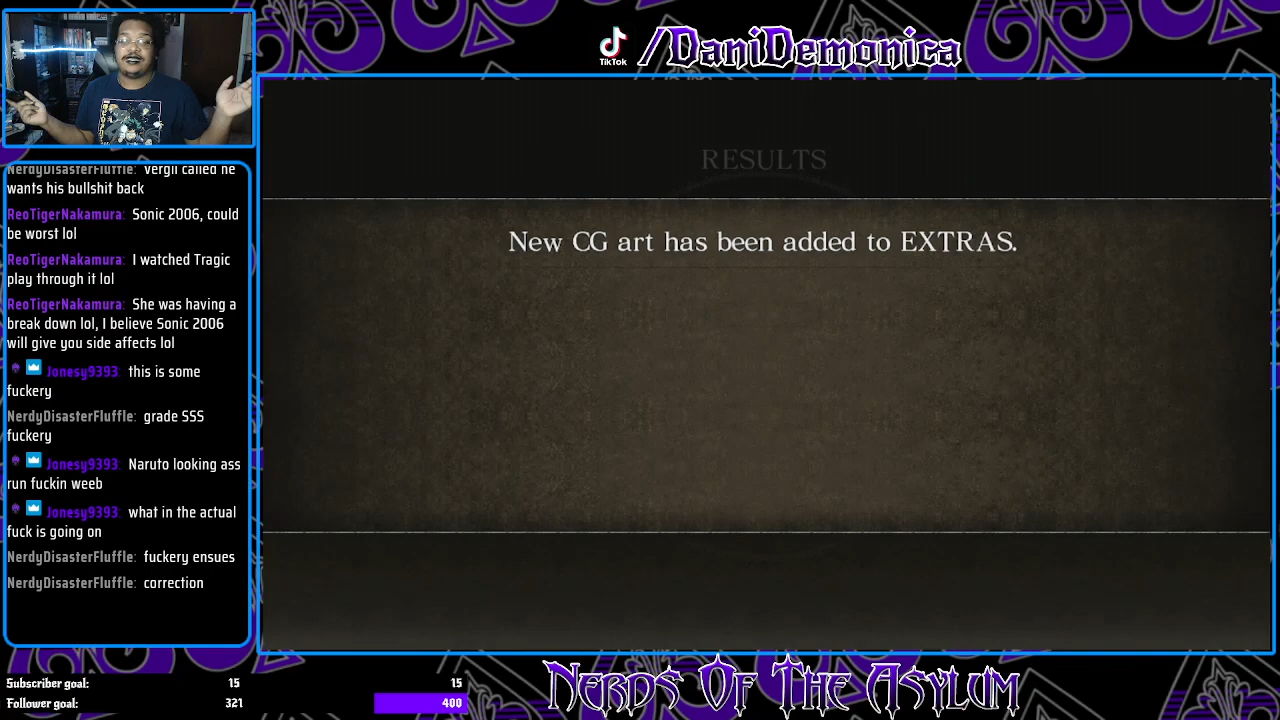 TikTok
/DaniDemonica
NerdyDisasterFluffle: Vergil called he
wants his bullshit back
ReoTigerNakamura: Sonic 2006, could
be worst lol
ReoTigerNakamura: I watched Tragic
play through it lol
ReoTigerNakamura: She was having a
break down lol, I believe Sonic 2006
will give you side affects lol
Jonesy9393: this is some
fuckery
NerdyDisasterFluffle: grade SSS
fuckery
Jonesy9393: Naruto looking ass
run fuckin weeb
Jonesy9393: what in the actual
fuck is going on
NerdyDisasterFluffle: fuckery ensues
NerdyDisasterFluffle: correction
RESULTS
New CG art has been added to EXTRAS.
Subscriber goal: 15 15
Follower goal: 321 400
Nerds Of The Asylum